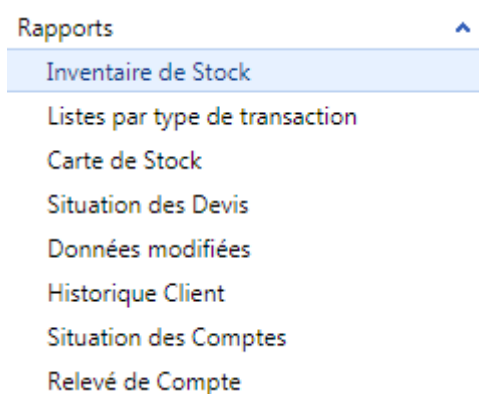 Rapports
Inventaire de Stock
Listes par type de transaction
Carte de Stock
Situation des Devis
Données modifiées
Historique Client
Situation des Comptes
Relevé de Compte